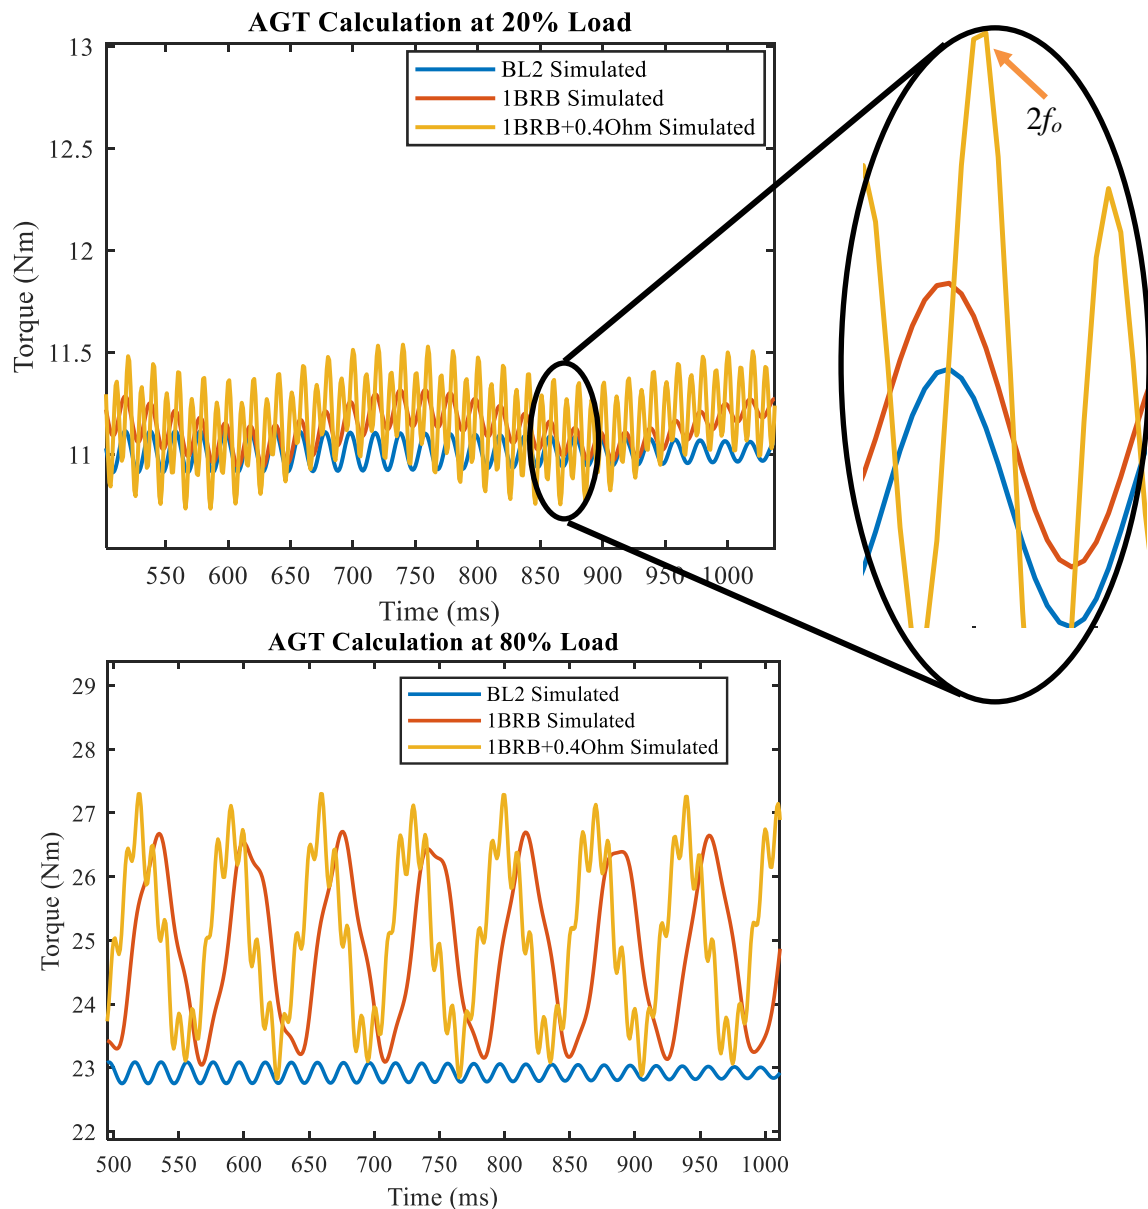 AGT Calculation at 20% Load
BL2 Simulated
1BRB Simulated
1BRB+0.4Ohm Simulated
2fo
Torque (Nm)
13
12.5
12
11.5
11
550 600 650 700 750 800 850 900 950 1000
Time (ms)
AGT Calculation at 80% Load
BL2 Simulated
1BRB Simulated
1BRB+0.4Ohm Simulated
Torque (Nm)
29
28
27
26
25
24
23
22
500 550 600 650 700 750 800 850 900 950 1000
Time (ms)